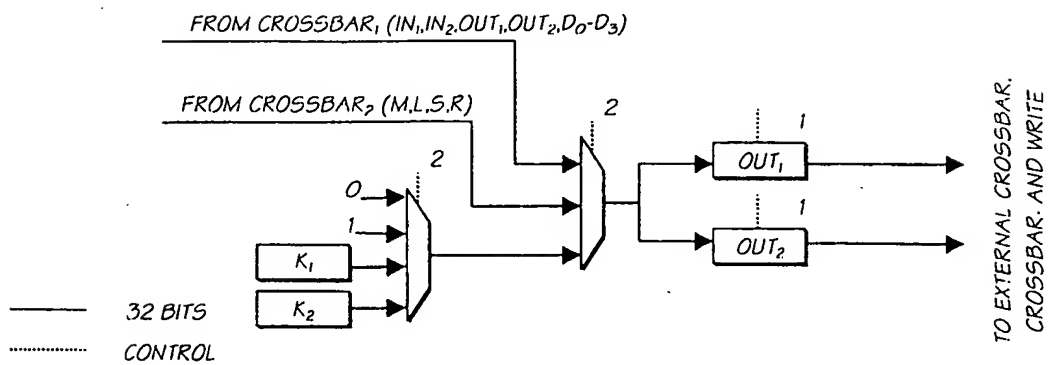 FROM CROSSBAR₁ (IN₁,IN₂,OUT₁,OUT₂,D₀-D₃)
FROM CROSSBAR₂ (M,L,S,R)
2
2
1
0
1
K₁
K₂
OUT₁
1
OUT₂
TO EXTERNAL CROSSBAR,
CROSSBAR. AND WRITE
32 BITS
CONTROL